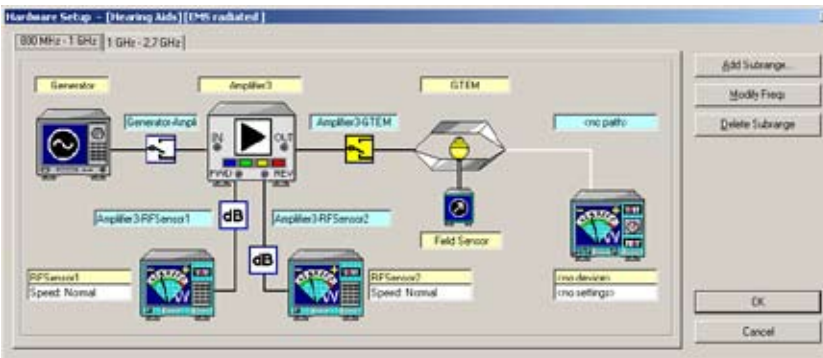 Hardware Setup - [Hearing Aids][EMS radiated ]
800 MHz - 1 GHz
1 GHz - 2,7 GHz
Add Subrange...
Modify Freqs
Delete Subrange
Generator
Amplifier3
GTEM
Generator-Ampli
Amplifier3-GTEM
<no path>
IN
OUT
FWD
REV
Amplifier3-RFSensor1
dB
Amplifier3-RFSensor2
dB
Field Sensor
RFSensor1
Speed: Normal
RFSensor2
Speed: Normal
<no device>
<no settings>
OK
Cancel